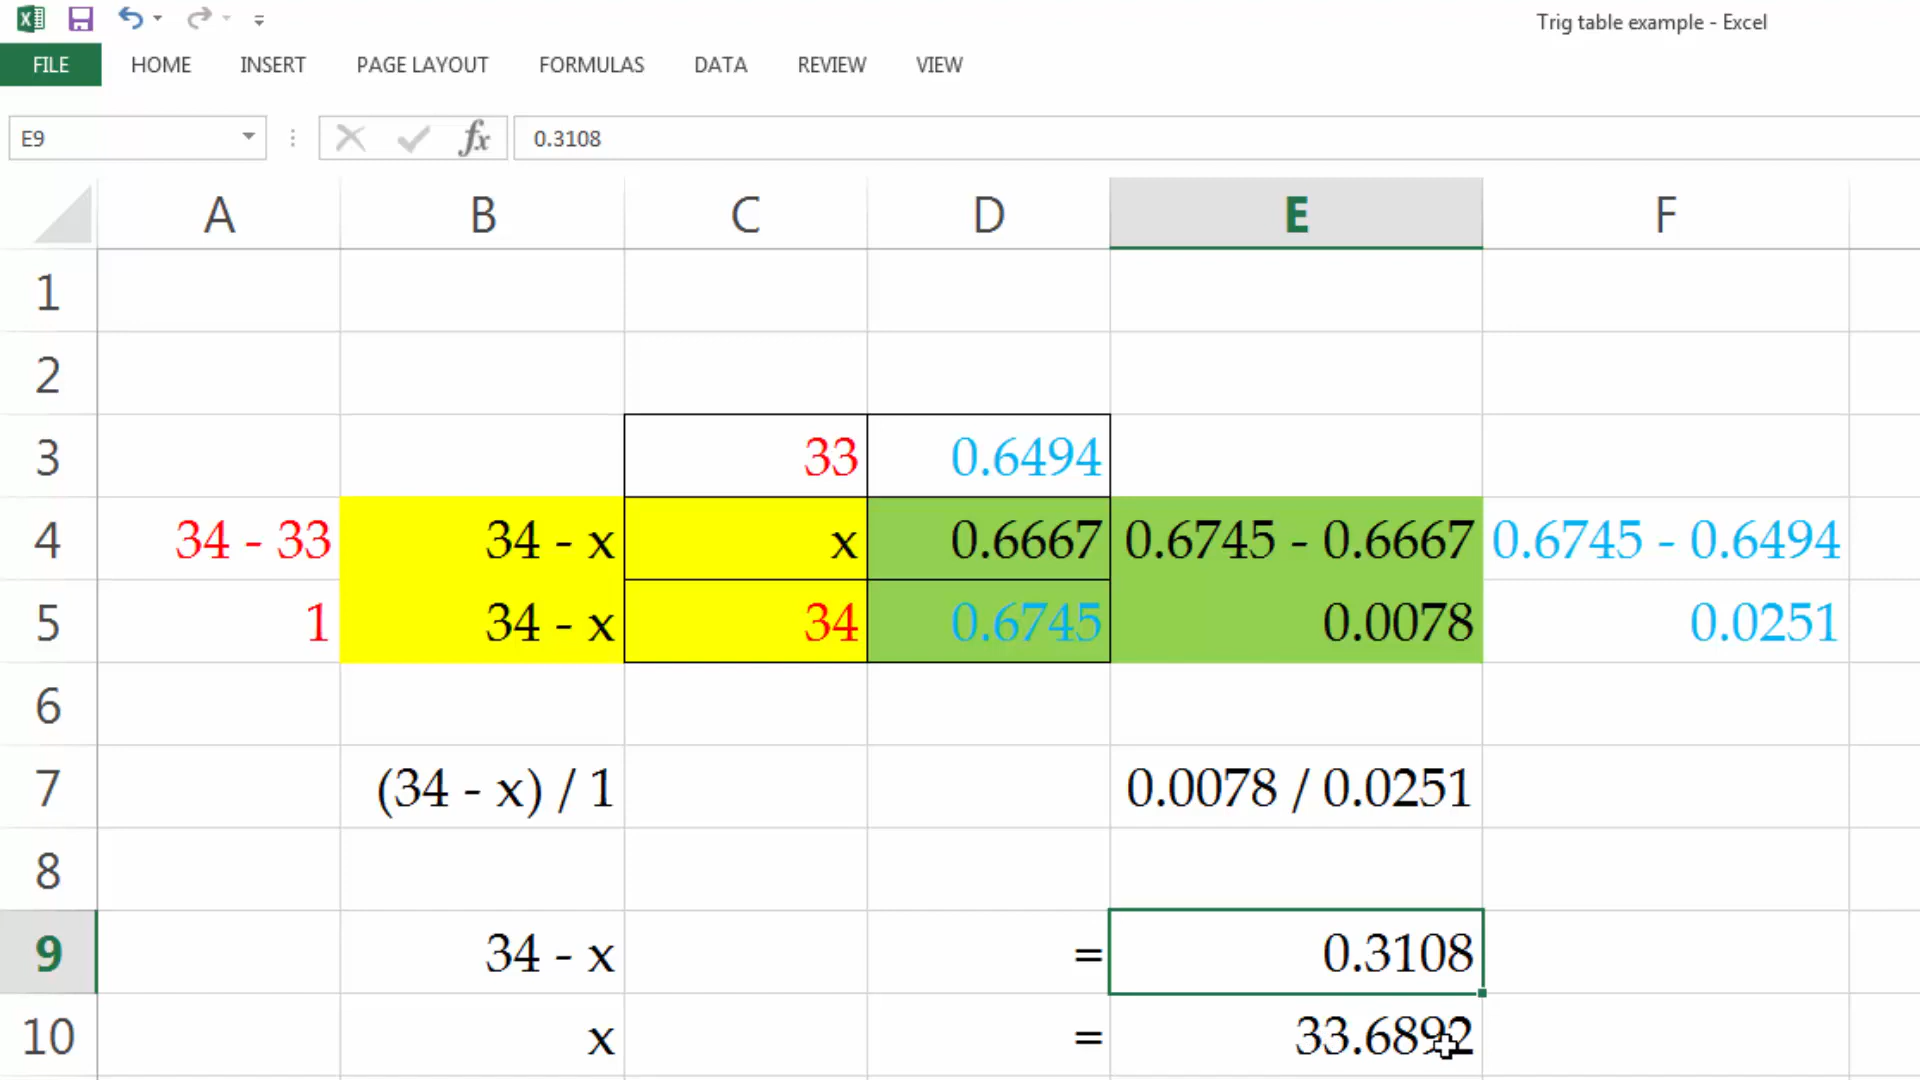 Trig table example - Excel
FILE HOME INSERT PAGE LAYOUT FORMULAS DATA REVIEW VIEW
E9 fx 0.3108
A B C D E F
1
2
3 33 0.6494
4 34 - 33 34 - x x 0.6667 0.6745 - 0.6667 0.6745 - 0.6494
5 1 34 - x 34 0.6745 0.0078 0.0251
6
7 (34 - x) / 1 0.0078 / 0.0251
8
9 34 - x = 0.3108
10 x = 33.6892